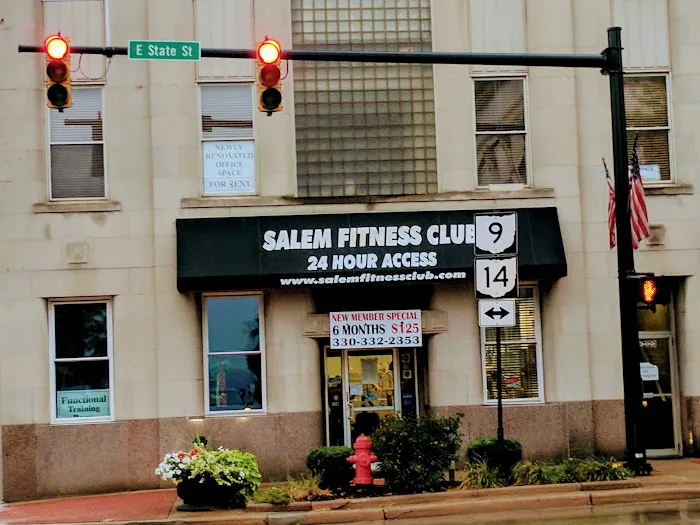 E State St
NEWLY
RENOVATED
OFFICE
SPACE
FOR RENT
SALEM FITNESS CLUB
24 HOUR ACCESS
www.salemfitnessclub.com
9
14
NEW MEMBER SPECIAL
6 MONTHS $125
330-332-2353
Functional
Training